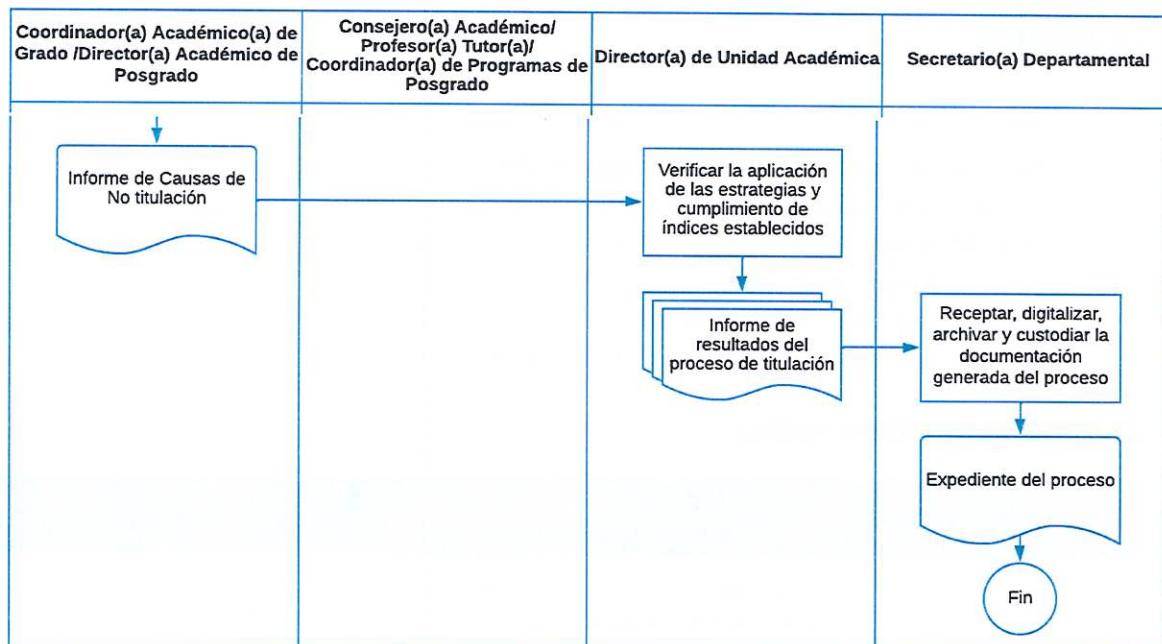 Coordinador(a) Académico(a) de
Grado /Director(a) Académico de
Posgrado
Consejero(a) Académico/
Profesor(a) Tutor(a)/
Coordinador(a) de Programas de
Posgrado
Director(a) de Unidad Académica
Secretario(a) Departamental
Informe de Causas de
No titulación
Verificar la aplicación
de las estrategias y
cumplimiento de
índices establecidos
Informe de
resultados del
proceso de titulación
Receptar, digitalizar,
archivar y custodiar la
documentación
generada del proceso
Expediente del proceso
Fin